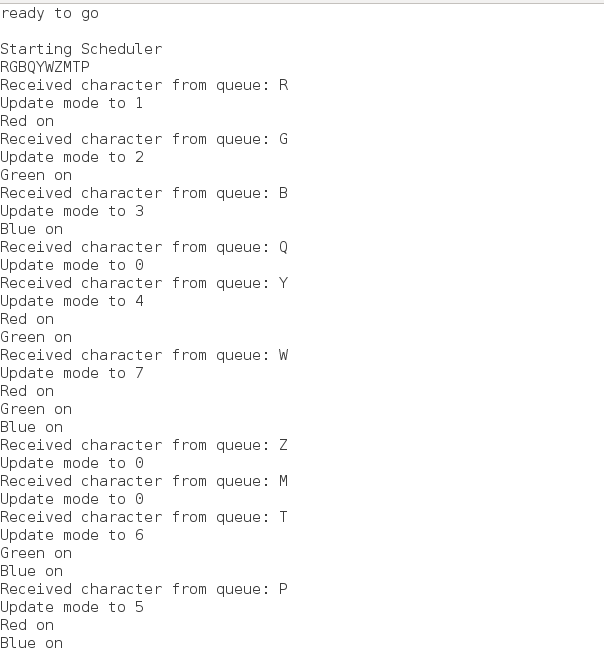 ready to go

Starting Scheduler
RGBQYWZMTP
Received character from queue: R
Update mode to 1
Red on
Received character from queue: G
Update mode to 2
Green on
Received character from queue: B
Update mode to 3
Blue on
Received character from queue: Q
Update mode to 0
Received character from queue: Y
Update mode to 4
Red on
Green on
Received character from queue: W
Update mode to 7
Red on
Green on
Blue on
Received character from queue: Z
Update mode to 0
Received character from queue: M
Update mode to 0
Received character from queue: T
Update mode to 6
Green on
Blue on
Received character from queue: P
Update mode to 5
Red on
Blue on